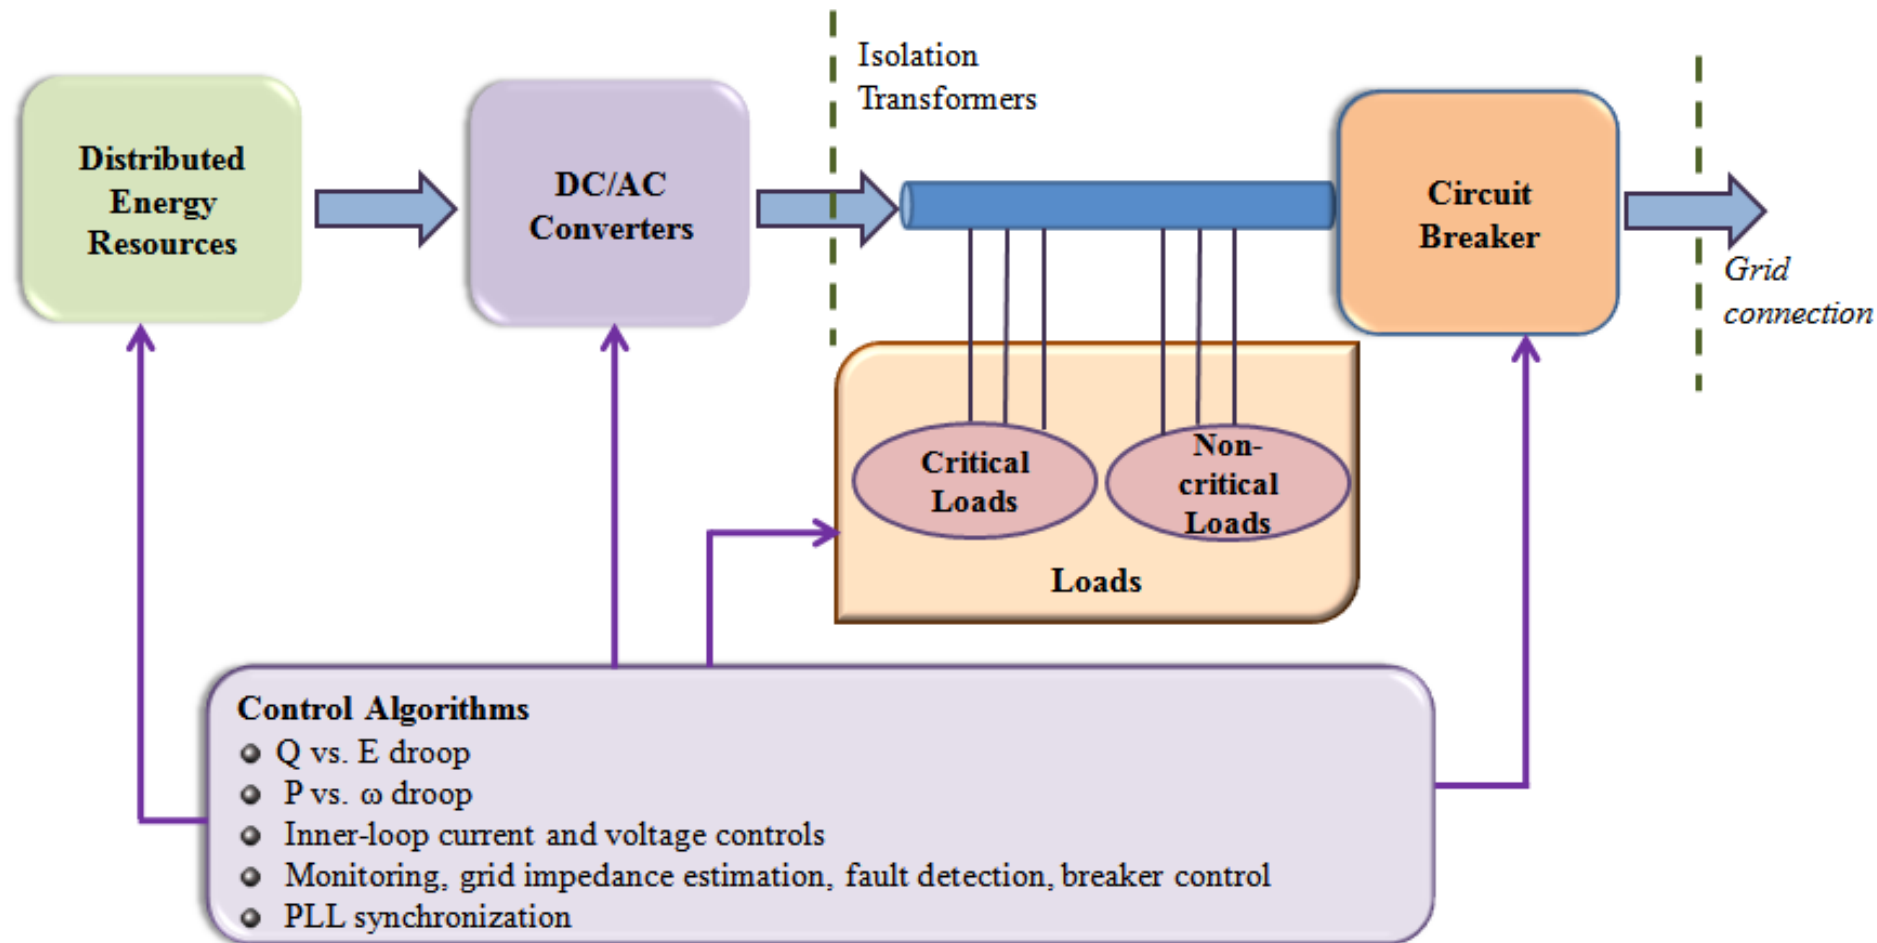 Isolation
Transformers
Distributed
Energy
Resources
DC/AC
Converters
Circuit
Breaker
Grid
connection
Critical
Loads
Non-
critical
Loads
Loads
Control Algorithms
Q vs. E droop
P vs. ω droop
Inner-loop current and voltage controls
Monitoring, grid impedance estimation, fault detection, breaker control
PLL synchronization